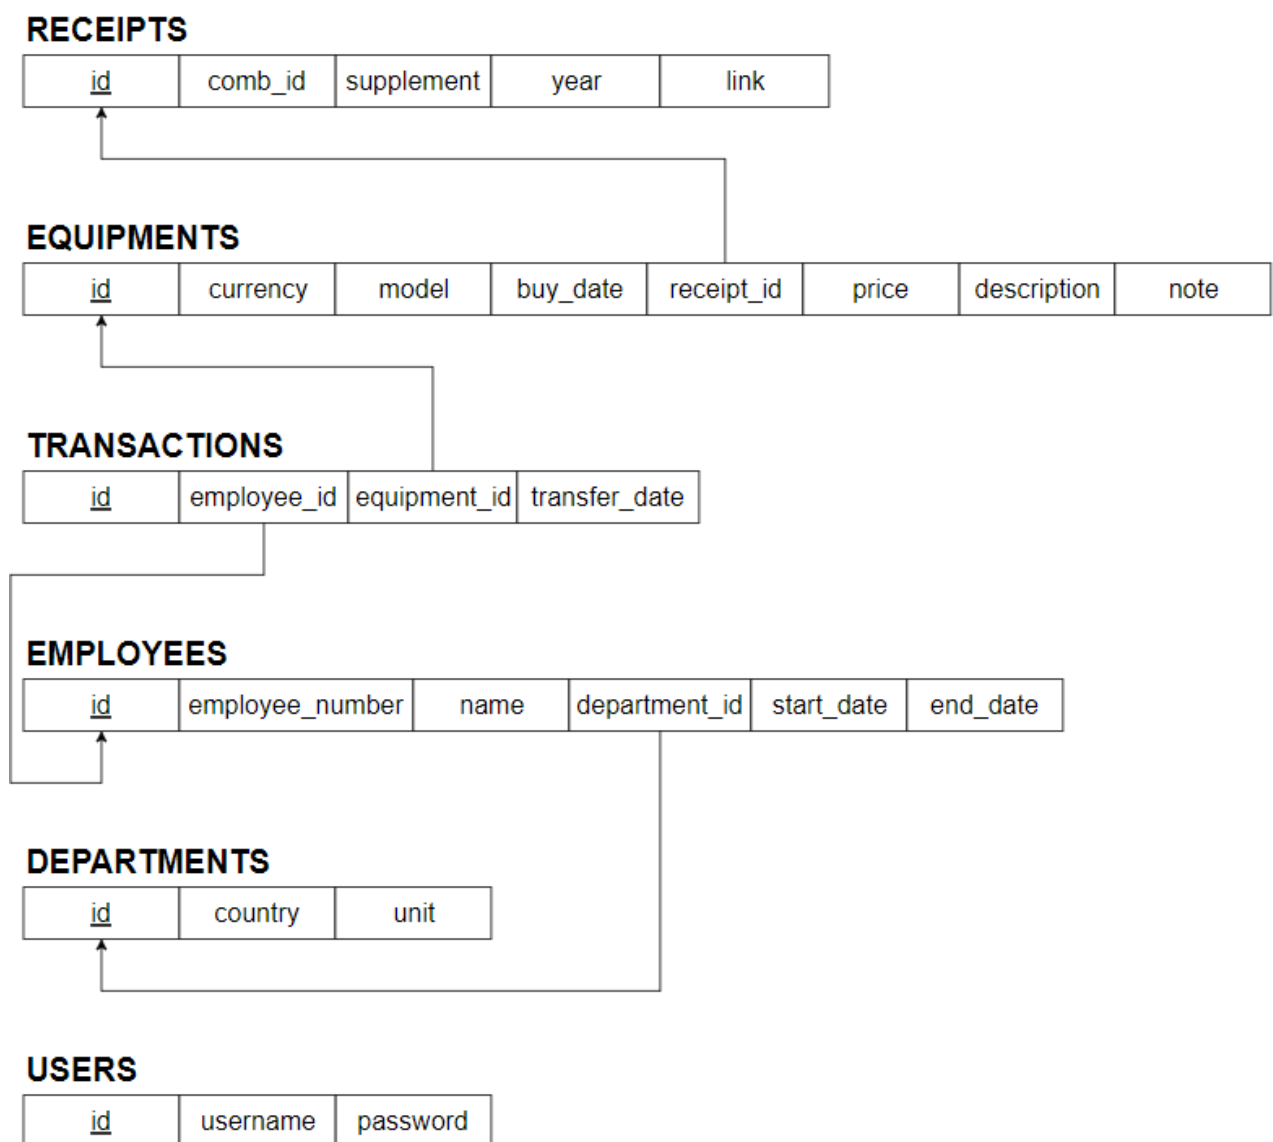 RECEIPTS
id comb_id supplement year link
EQUIPMENTS
id currency model buy_date receipt_id price description note
TRANSACTIONS
id employee_id equipment_id transfer_date
EMPLOYEES
id employee_number name department_id start_date end_date
DEPARTMENTS
id country unit
USERS
id username password